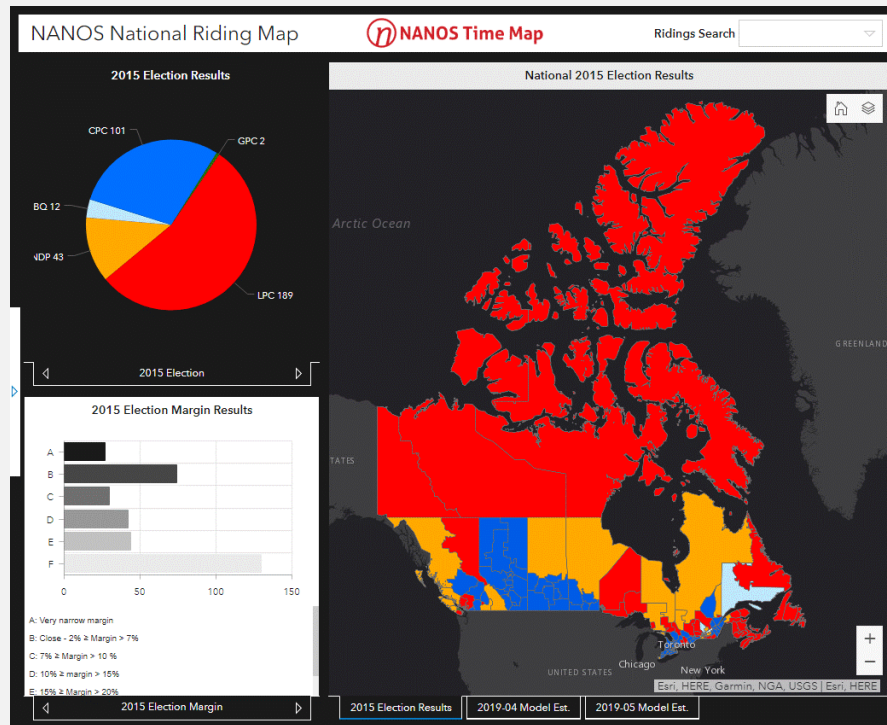 NANOS National Riding Map
NANOS Time Map
Ridings Search
2015 Election Results
CPC 101
GPC 2
BQ 12
NDP 43
LPC 189
2015 Election
2015 Election Margin Results
A
B
C
D
E
F
0
50
100
150
A: Very narrow margin
B: Close - 2% ≥ Margin > 7%
C: 7% ≥ Margin > 10 %
D: 10% ≥ margin > 15%
E: 15% ≥ Margin > 20%
2015 Election Margin
National 2015 Election Results
Arctic Ocean
GREENLAND
TATES
Toronto
Chicago
New York
UNITED STATES
+
−
Esri, HERE, Garmin, NGA, USGS | Esri, HERE
2015 Election Results
2019-04 Model Est.
2019-05 Model Est.